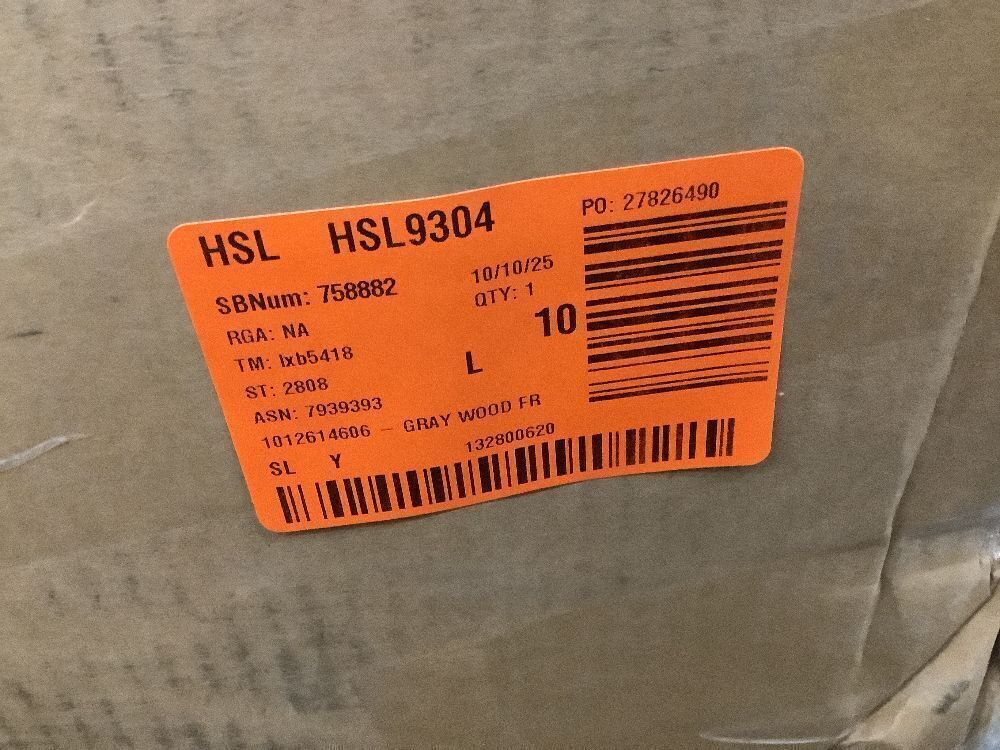 HSL HSL9304
PO: 27826490
SBNum: 758882
10/10/25
RGA: NA
QTY: 1
10
TM: lxb5418
L
ST: 2808
ASN: 7939393
1012614606 - GRAY WOOD FR
SL Y
132800620